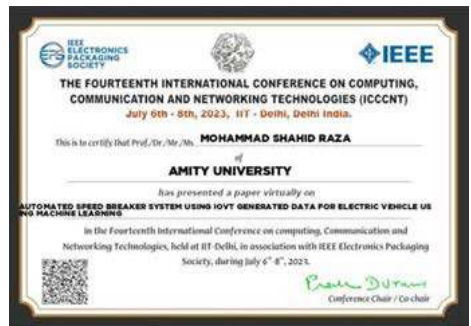 IEEE
ELECTRONICS
PACKAGING
SOCIETY
IEEE
THE FOURTEENTH INTERNATIONAL CONFERENCE ON COMPUTING,
COMMUNICATION AND NETWORKING TECHNOLOGIES (ICCCNT)
July 6th - 8th, 2023, IIT - Delhi, Delhi India.
This is to certify that Prof./Dr./Mr./Ms. MOHAMMAD SHAHID RAZA
of
AMITY UNIVERSITY
has presented a paper virtually on
AUTOMATED SPEED BREAKER SYSTEM USING IOVT GENERATED DATA FOR ELECTRIC VEHICLE US
ING MACHINE LEARNING
in the Fourteenth International Conference on computing, Communication and
Networking Technologies, held at IIT-Delhi, in association with IEEE Electronics Packaging
Society, during July 6th-8th, 2023.
Conference Chair / Co-chair